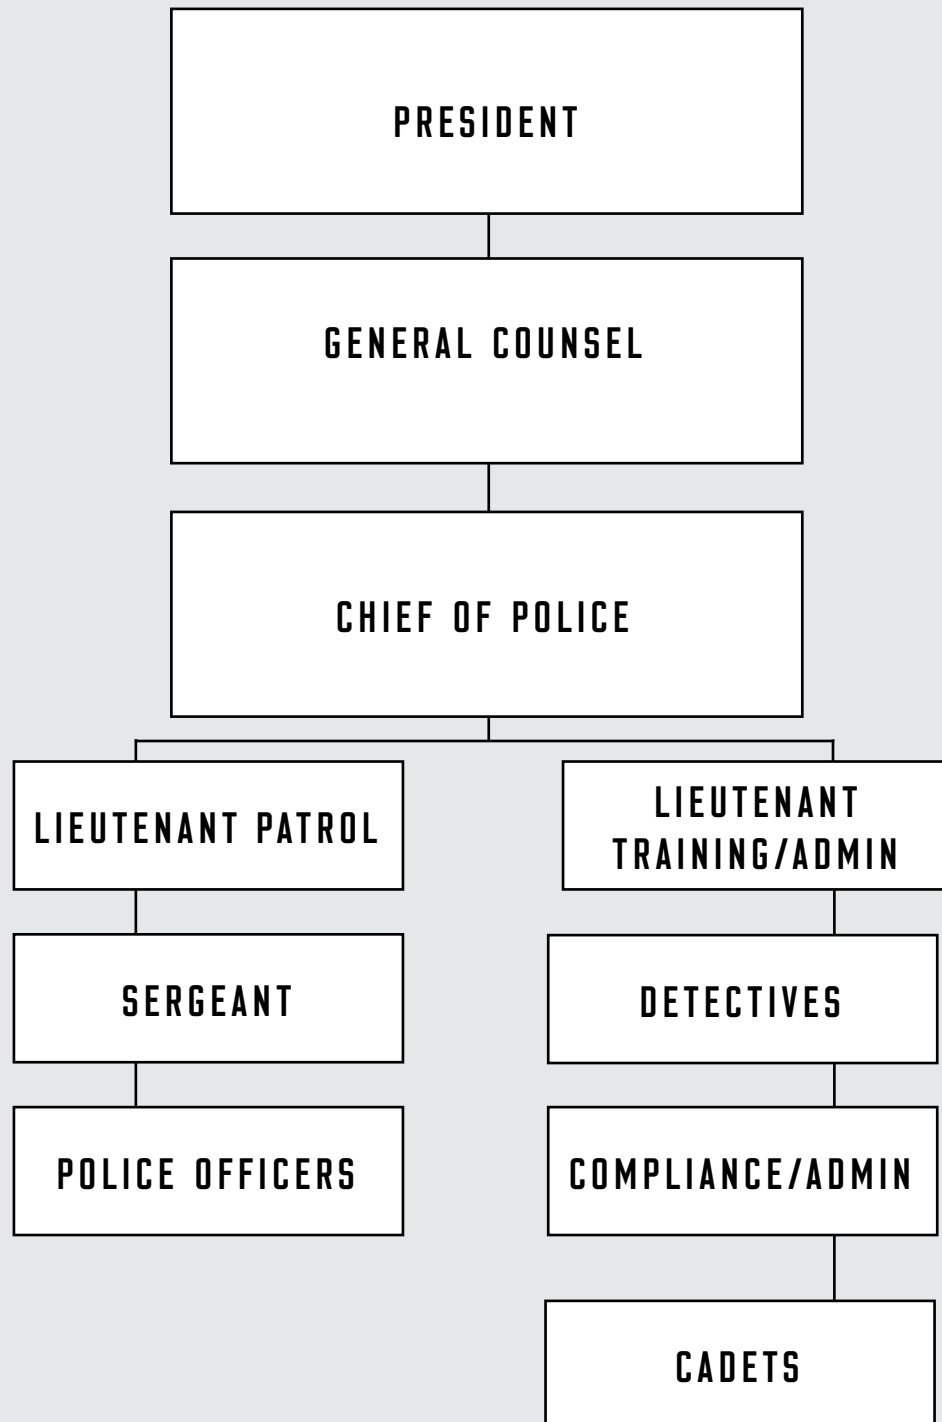 PRESIDENT
GENERAL COUNSEL
CHIEF OF POLICE
LIEUTENANT PATROL
LIEUTENANT
TRAINING/ADMIN
SERGEANT
DETECTIVES
POLICE OFFICERS
COMPLIANCE/ADMIN
CADETS